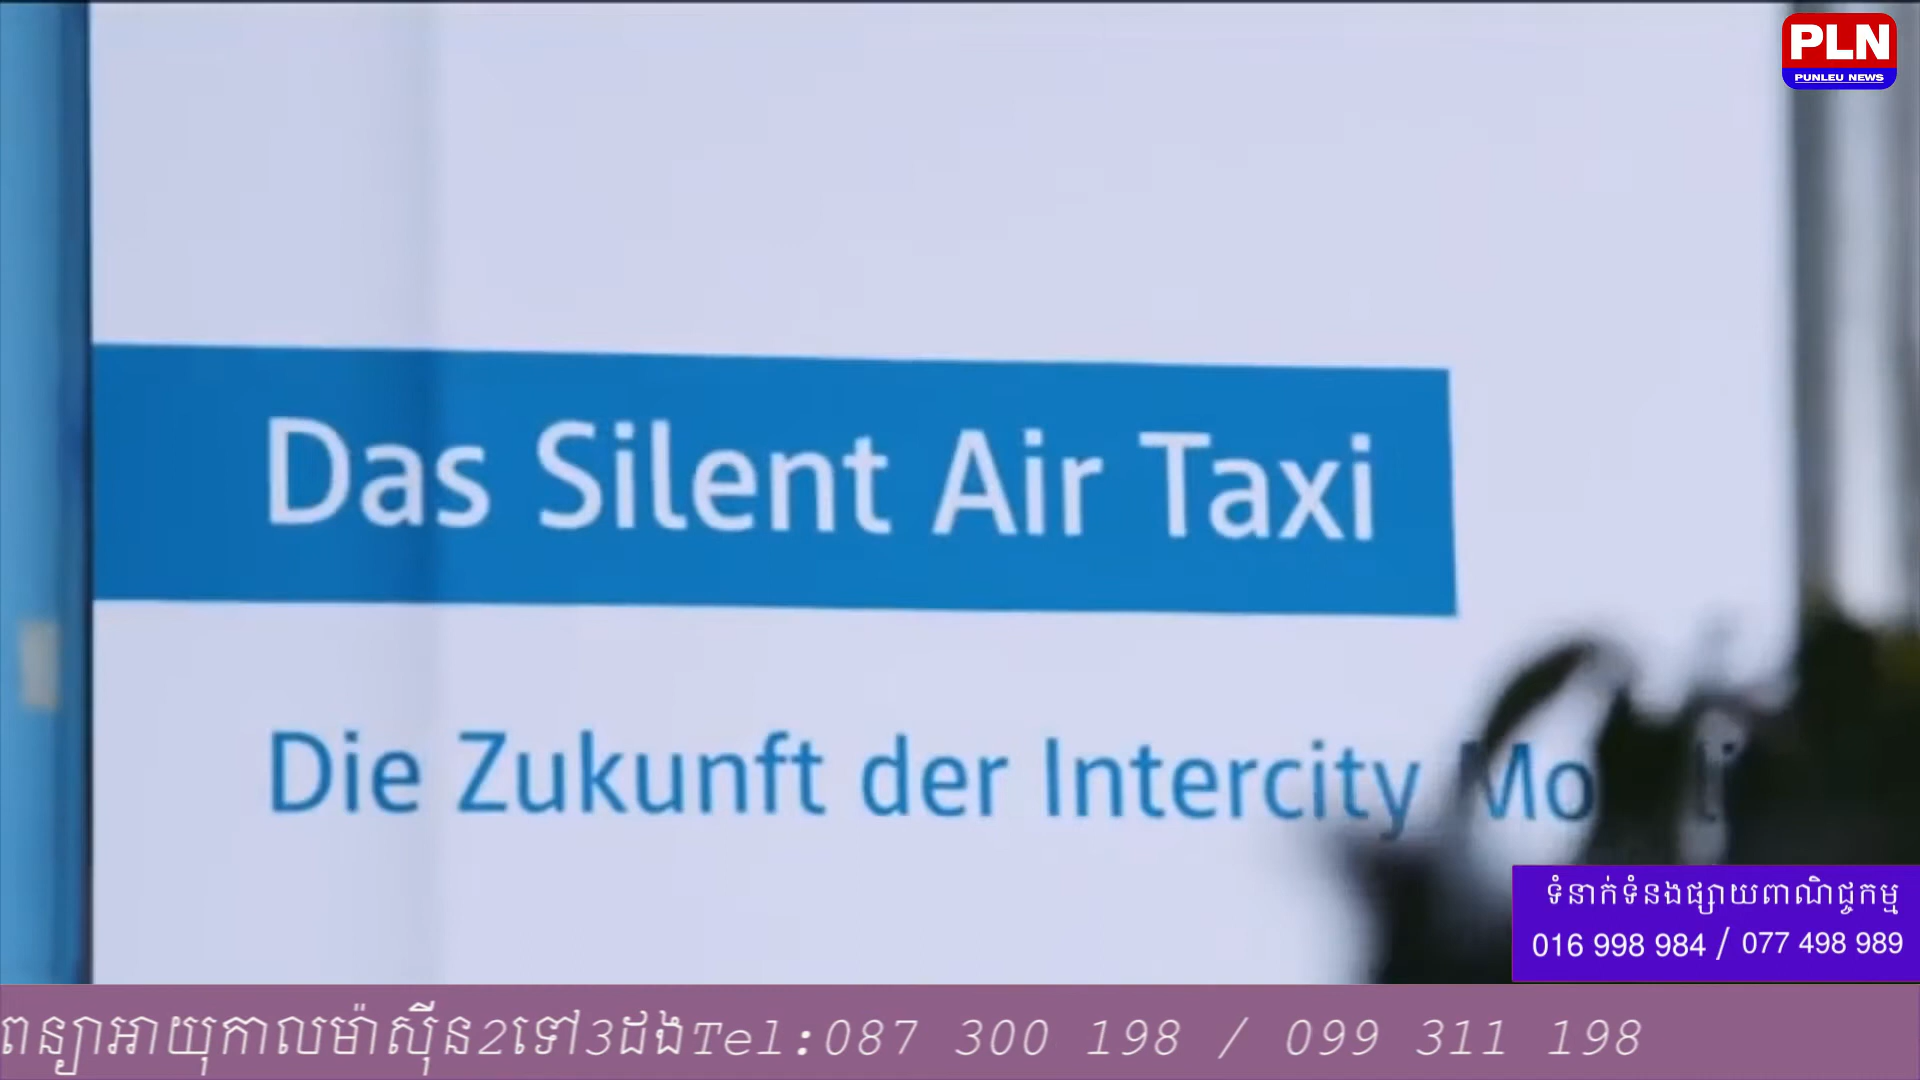 PLN
PUNLEU NEWS
Das Silent Air Taxi
Die Zukunft der Intercity
ទំនាក់ទំនងផ្សាយពាណិជ្ជកម្ម
016 998 984 / 077 498 989
ពន្យាអាយុកាលម៉ាស៊ីន2ទៅ3ដងTel:087 300 198 / 099 311 198